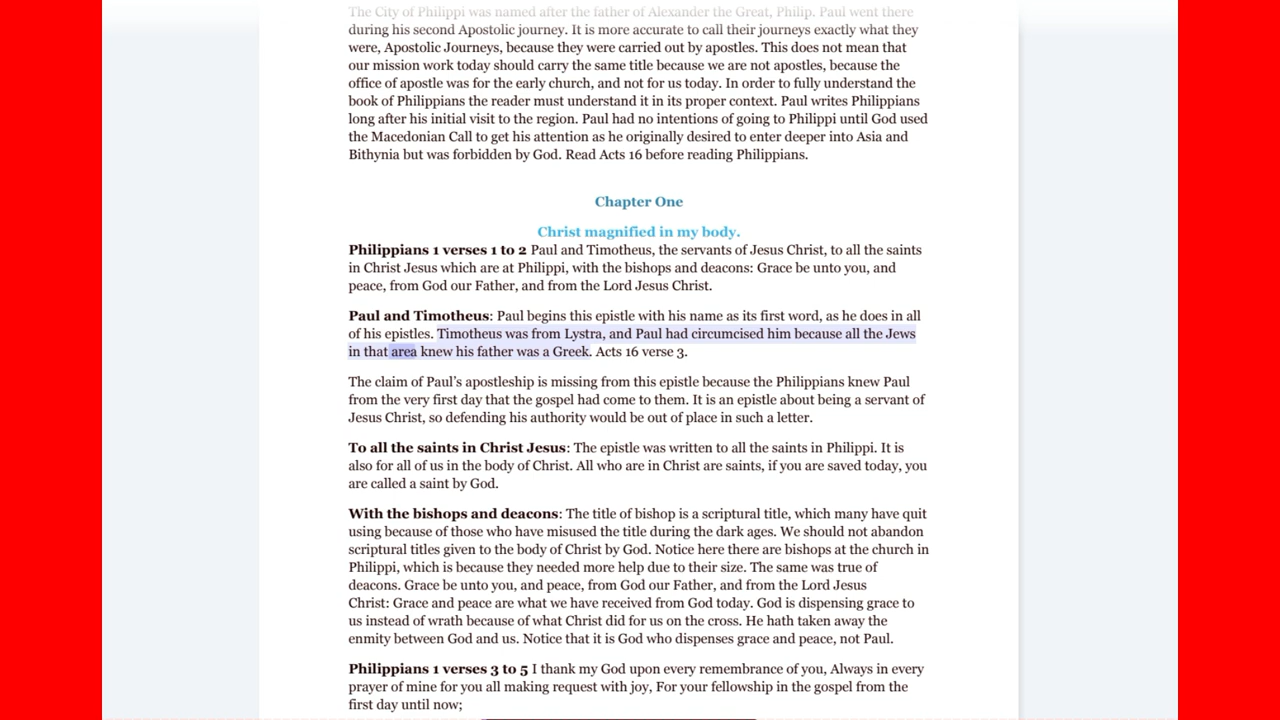 The City of Philippi was named after the father of Alexander the Great, Philip. Paul went there
during his second Apostolic journey. It is more accurate to call their journeys exactly what they
were, Apostolic Journeys, because they were carried out by apostles. This does not mean that
our mission work today should carry the same title because we are not apostles, because the
office of apostle was for the early church, and not for us today. In order to fully understand the
book of Philippians the reader must understand it in its proper context. Paul writes Philippians
long after his initial visit to the region. Paul had no intentions of going to Philippi until God used
the Macedonian Call to get his attention as he originally desired to enter deeper into Asia and
Bithynia but was forbidden by God. Read Acts 16 before reading Philippians.
Chapter One
Christ magnified in my body.
Philippians 1 verses 1 to 2 Paul and Timotheus, the servants of Jesus Christ, to all the saints
in Christ Jesus which are at Philippi, with the bishops and deacons: Grace be unto you, and
peace, from God our Father, and from the Lord Jesus Christ.
Paul and Timotheus: Paul begins this epistle with his name as its first word, as he does in all
of his epistles. Timotheus was from Lystra, and Paul had circumcised him because all the Jews
in that area knew his father was a Greek. Acts 16 verse 3.
The claim of Paul’s apostleship is missing from this epistle because the Philippians knew Paul
from the very first day that the gospel had come to them. It is an epistle about being a servant of
Jesus Christ, so defending his authority would be out of place in such a letter.
To all the saints in Christ Jesus: The epistle was written to all the saints in Philippi. It is
also for all of us in the body of Christ. All who are in Christ are saints, if you are saved today, you
are called a saint by God.
With the bishops and deacons: The title of bishop is a scriptural title, which many have quit
using because of those who have misused the title during the dark ages. We should not abandon
scriptural titles given to the body of Christ by God. Notice here there are bishops at the church in
Philippi, which is because they needed more help due to their size. The same was true of
deacons. Grace be unto you, and peace, from God our Father, and from the Lord Jesus
Christ: Grace and peace are what we have received from God today. God is dispensing grace to
us instead of wrath because of what Christ did for us on the cross. He hath taken away the
enmity between God and us. Notice that it is God who dispenses grace and peace, not Paul.
Philippians 1 verses 3 to 5 I thank my God upon every remembrance of you, Always in every
prayer of mine for you all making request with joy, For your fellowship in the gospel from the
first day until now;